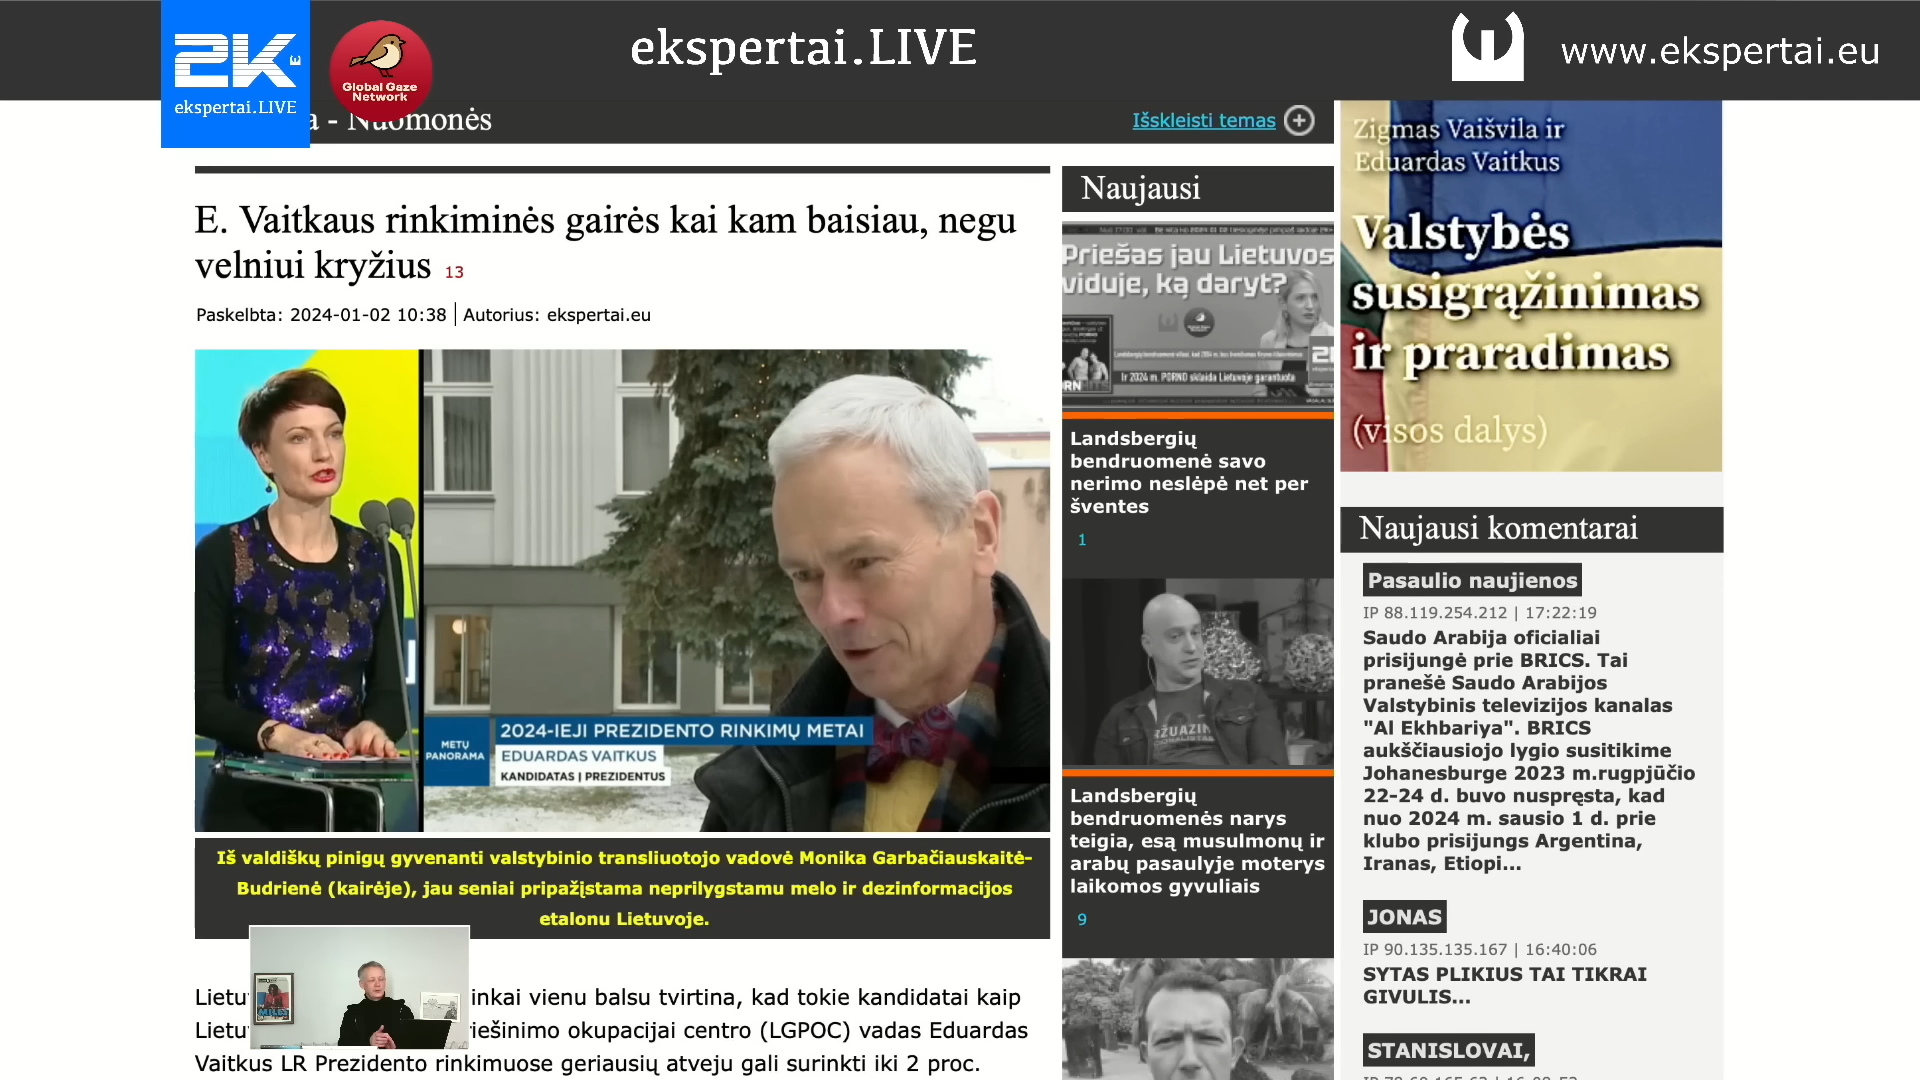 2K
ekspertai.LIVE
Global Gaze
Network
ekspertai.LIVE
www.ekspertai.eu
a - Nuomonės
Išskleisti temas
E. Vaitkaus rinkiminės gairės kai kam baisiau, negu
velniui kryžius 13
Paskelbta: 2024-01-02 10:38 | Autorius: ekspertai.eu
METŲ
PANORAMA
2024-IEJI PREZIDENTO RINKIMŲ METAI
EDUARDAS VAITKUS
KANDIDATAS Į PREZIDENTUS
Iš valdiškų pinigų gyvenanti valstybinio transliuotojo vadovė Monika Garbačiauskaitė-
Budrienė (kairėje), jau seniai pripažįstama neprilygstamu melo ir dezinformacijos
etalonu Lietuvoje.
Lietu
inkai vienu balsu tvirtina, kad tokie kandidatai kaip
Lietu
riešinimo okupacijai centro (LGPOC) vadas Eduardas
Vaitkus LR Prezidento rinkimuose geriausių atveju gali surinkti iki 2 proc.
Naujausi
Priešas jau Lietuvos
viduje, ką daryt?
Ir 2024 m. PORNO sklaida Lietuvoje garantuota
Landsbergių
bendruomenė savo
nerimo neslėpė net per
šventes
1
Landsbergių
bendruomenės narys
teigia, esą musulmonų ir
arabų pasaulyje moterys
laikomos gyvuliais
9
Zigmas Vaišvila ir
Eduardas Vaitkus
Valstybės
susigrąžinimas
ir praradimas
(visos dalys)
Naujausi komentarai
Pasaulio naujienos
IP 88.119.254.212 | 17:22:19
Saudo Arabija oficialiai
prisijungė prie BRICS. Tai
pranešė Saudo Arabijos
Valstybinis televizijos kanalas
"Al Ekhbariya". BRICS
aukščiausiojo lygio susitikime
Johanesburge 2023 m.rugpjūčio
22-24 d. buvo nuspręsta, kad
nuo 2024 m. sausio 1 d. prie
klubo prisijungs Argentina,
Iranas, Etiopi...
JONAS
IP 90.135.135.167 | 16:40:06
SYTAS PLIKIUS TAI TIKRAI
GIVULIS...
STANISLOVAI,